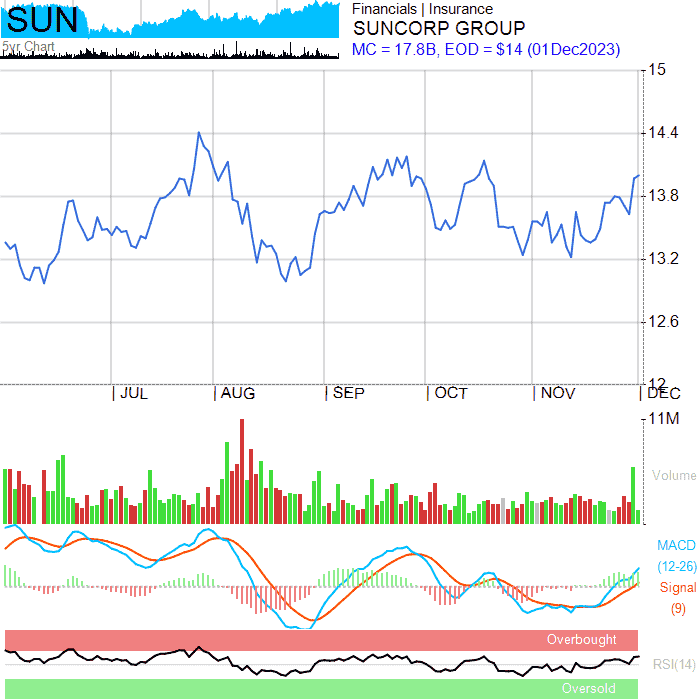 SUN
5yr Chart
Financials | Insurance
SUNCORP GROUP
MC = 17.8B, EOD = $14 (01Dec2023)
15
14.4
13.8
13.2
12.6
12
JUL AUG SEP OCT NOV DEC
11M
Volume
MACD
(12-26)
Signal
(9)
Overbought
RSI(14)
Oversold